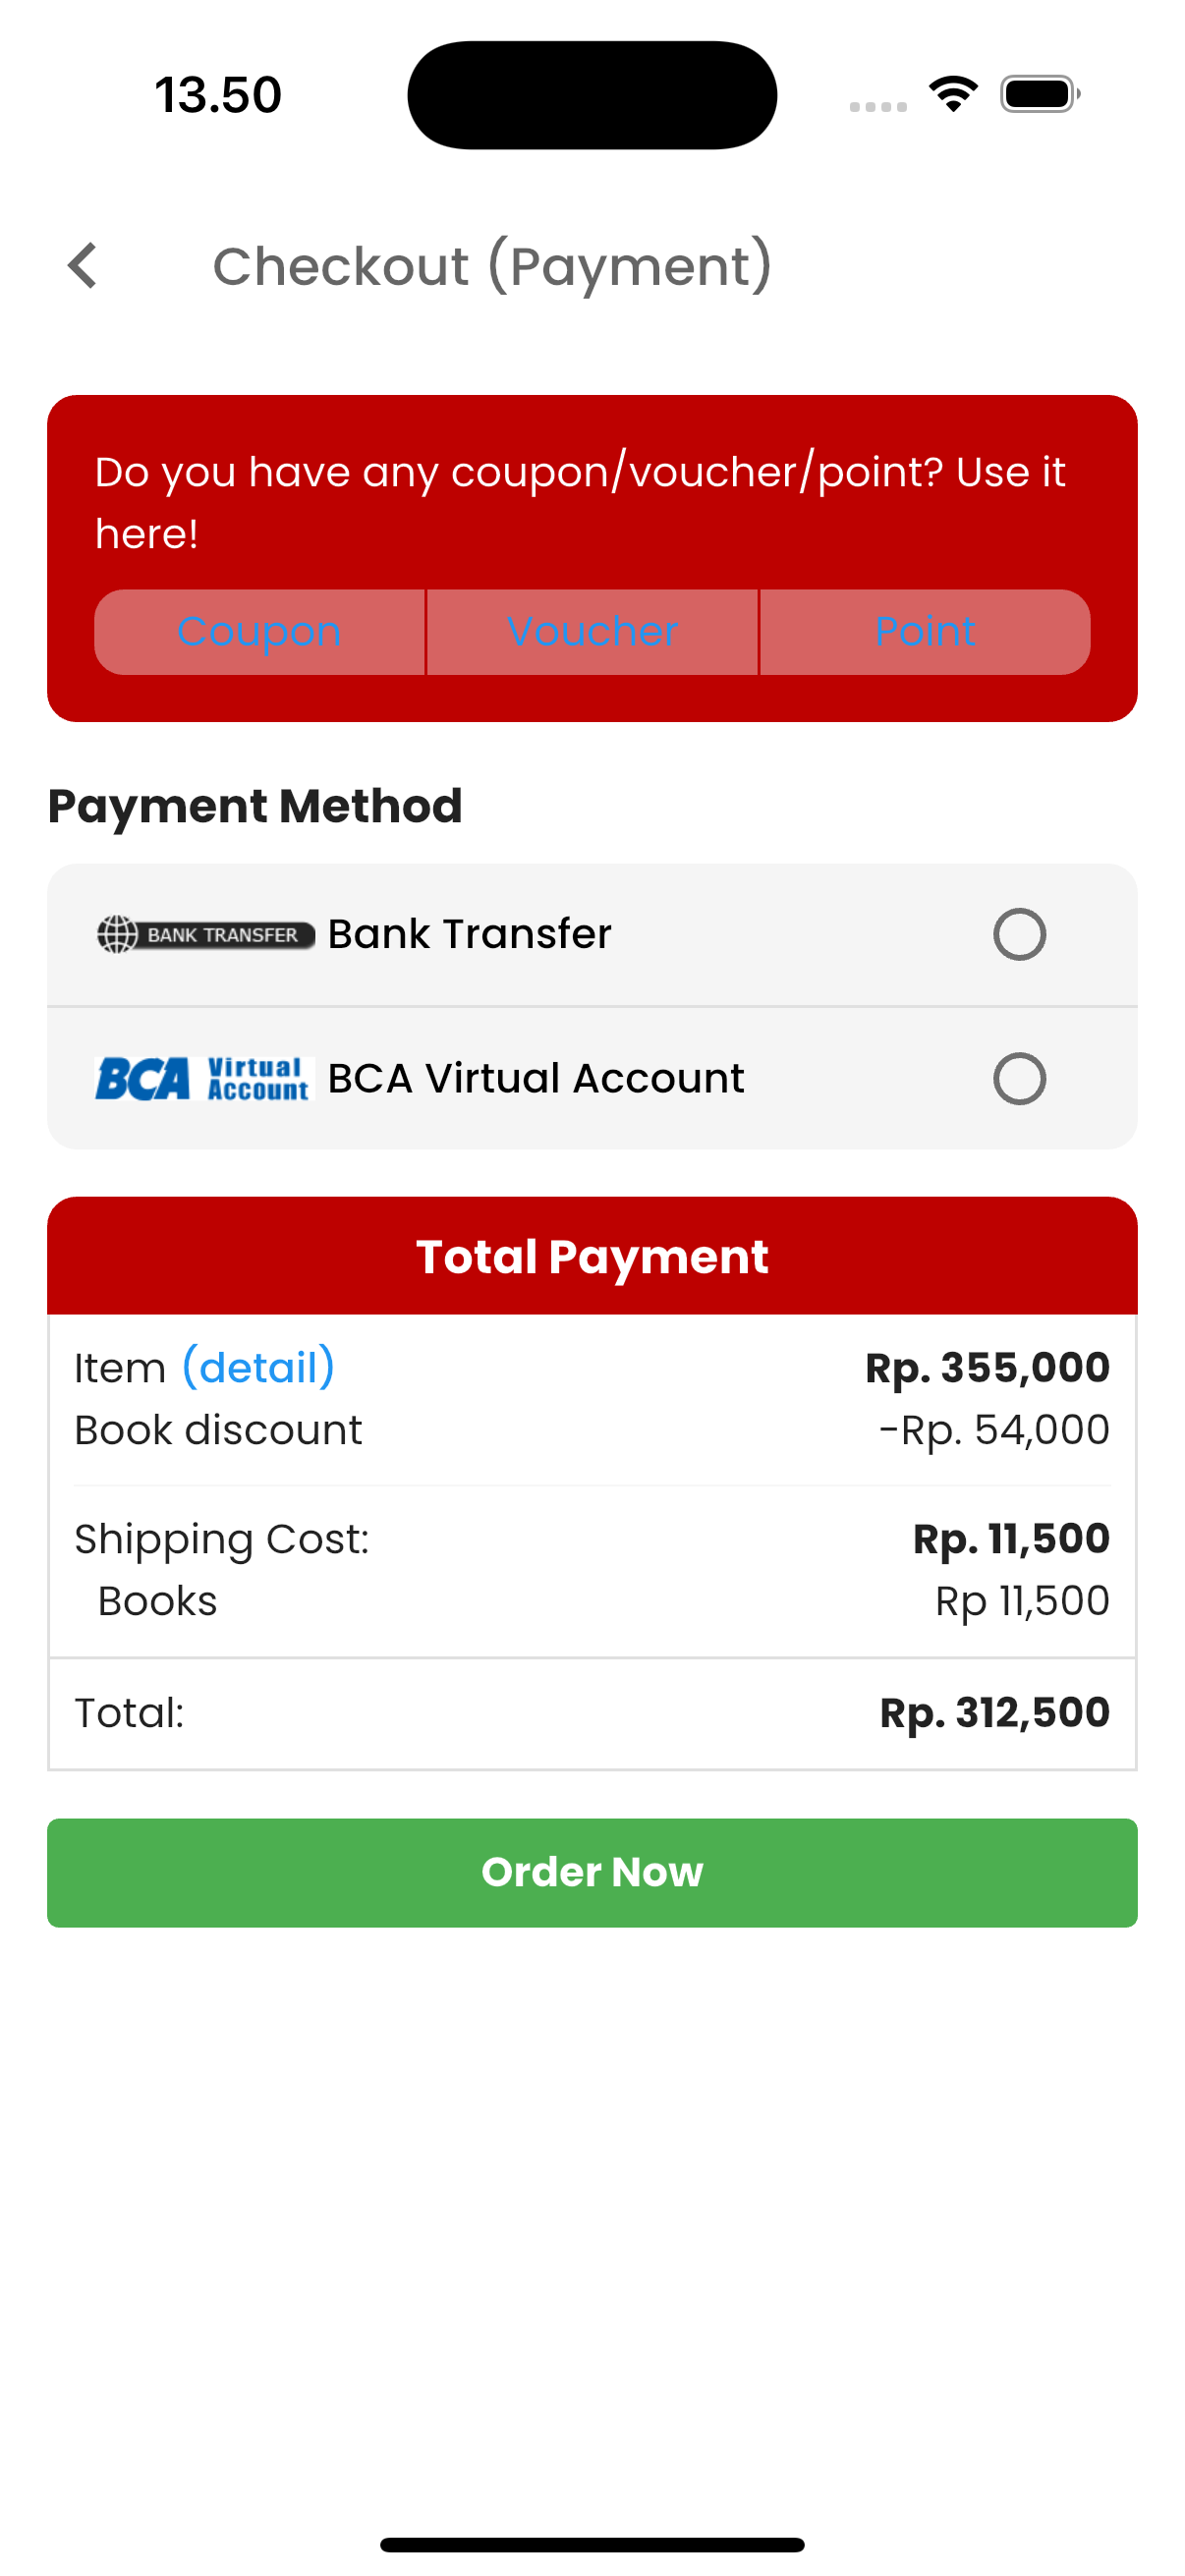 13.50
Checkout (Payment)
Do you have any coupon/voucher/point? Use it
here!
Coupon Voucher Point
Payment Method
BANK TRANSFER Bank Transfer
BCA Virtual Account BCA Virtual Account
Total Payment
Item (detail) Rp. 355,000
Book discount -Rp. 54,000
Shipping Cost: Rp. 11,500
Books Rp 11,500
Total: Rp. 312,500
Order Now